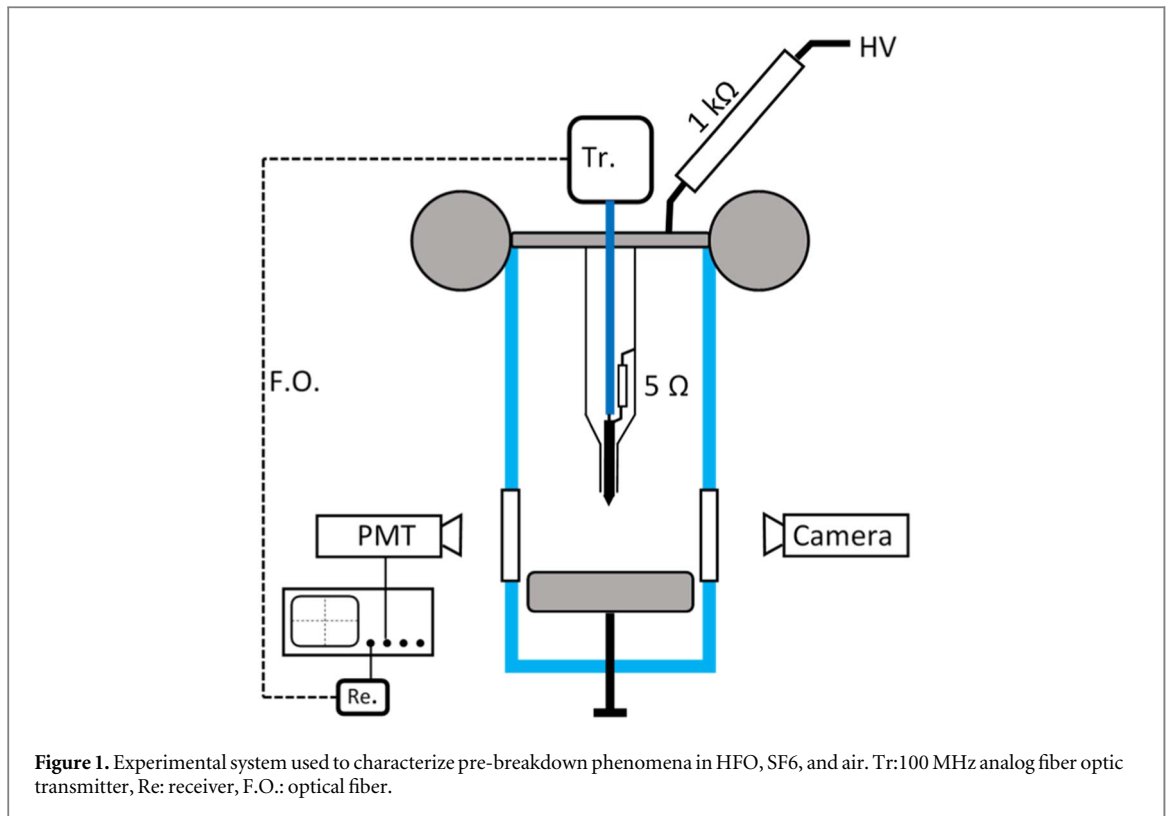 HV
1 kΩ
Tr.
F.O.
5 Ω
PMT
Camera
Re.
Figure 1. Experimental system used to characterize pre-breakdown phenomena in HFO, SF6, and air. Tr:100 MHz analog fiber optic
transmitter, Re: receiver, F.O.: optical fiber.